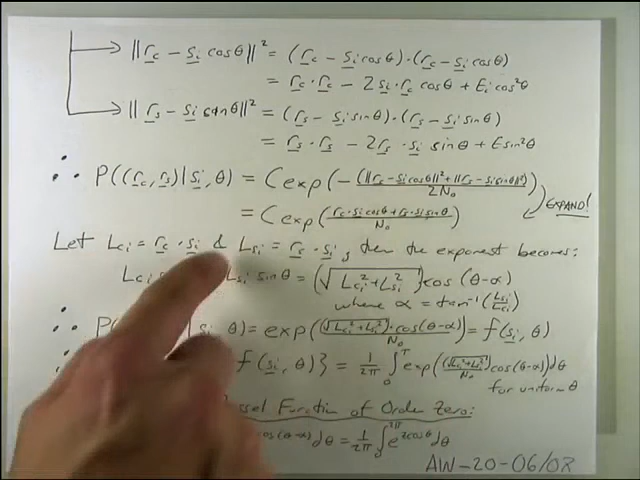 ||r_c − s_i cosθ||² = (r_c − s_i cosθ)·(r_c − s_i cosθ)
= r_c · r_c − 2 s_i · r_c cosθ + E_i cos²θ
||r_s − s_i sinθ||² = (r_s − s_i sinθ)·(r_s − s_i sinθ)
= r_s · r_s − 2 r_s · s_i sinθ + E sin²θ
∴ P((r_c, r_s) | s_i, θ) = C exp(−(||r_c − s_i cosθ||² + ||r_s − s_i sinθ||²)/2N₀)
EXPAND!
= C exp((r_c·s_i cosθ + r_s·s_i sinθ)/N₀)
Let L_ci = r_c · s_i & L_si = r_s · s_i, then the exponent becomes:
L_ci L_si sinθ = (√(L_ci² + L_si²))cos(θ−α)
where α = tan⁻¹(L_si/L_ci)
∴ P( | s_i, θ) = exp((√(L_ci² + L_si²)·cos(θ−α))/N₀) = f(s_i, θ)
f(s_i, θ)} = 1/2π ∫₀ exp((√(L_ci² + L_si²)/N₀) cos(θ−α))dθ
for uniform θ
Function of Order Zero:
cos(θ−α)dθ = 1/2π ∫₀^2π e^(zcosθ) dθ
AW-20-06/08